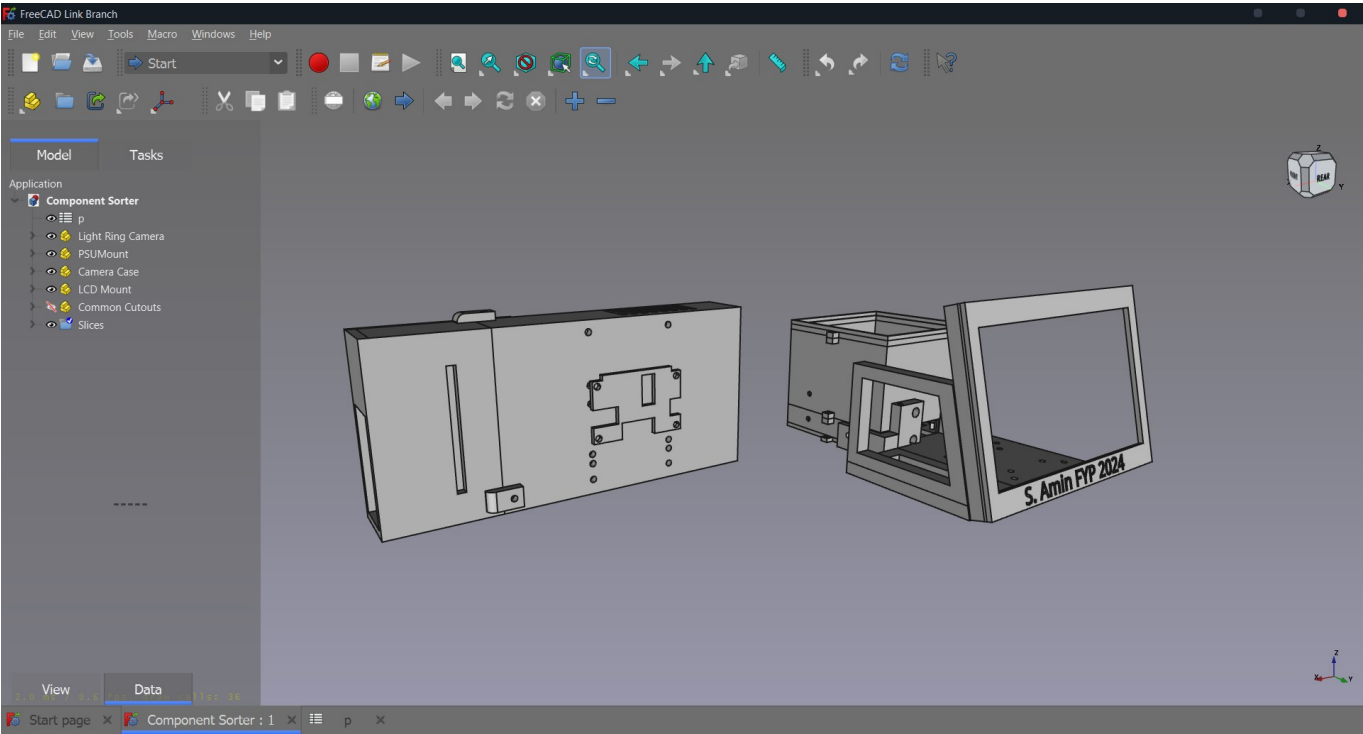 FreeCAD Link Branch
File Edit View Tools Macro Windows Help
Start
Model Tasks
Application
Component Sorter
p
Light Ring Camera
PSUMount
Camera Case
LCD Mount
Common Cutouts
Slices
REAR
Z
Y
S. Amin FYP 2024
Z
X
Y
View Data
Start page
Component Sorter : 1
p